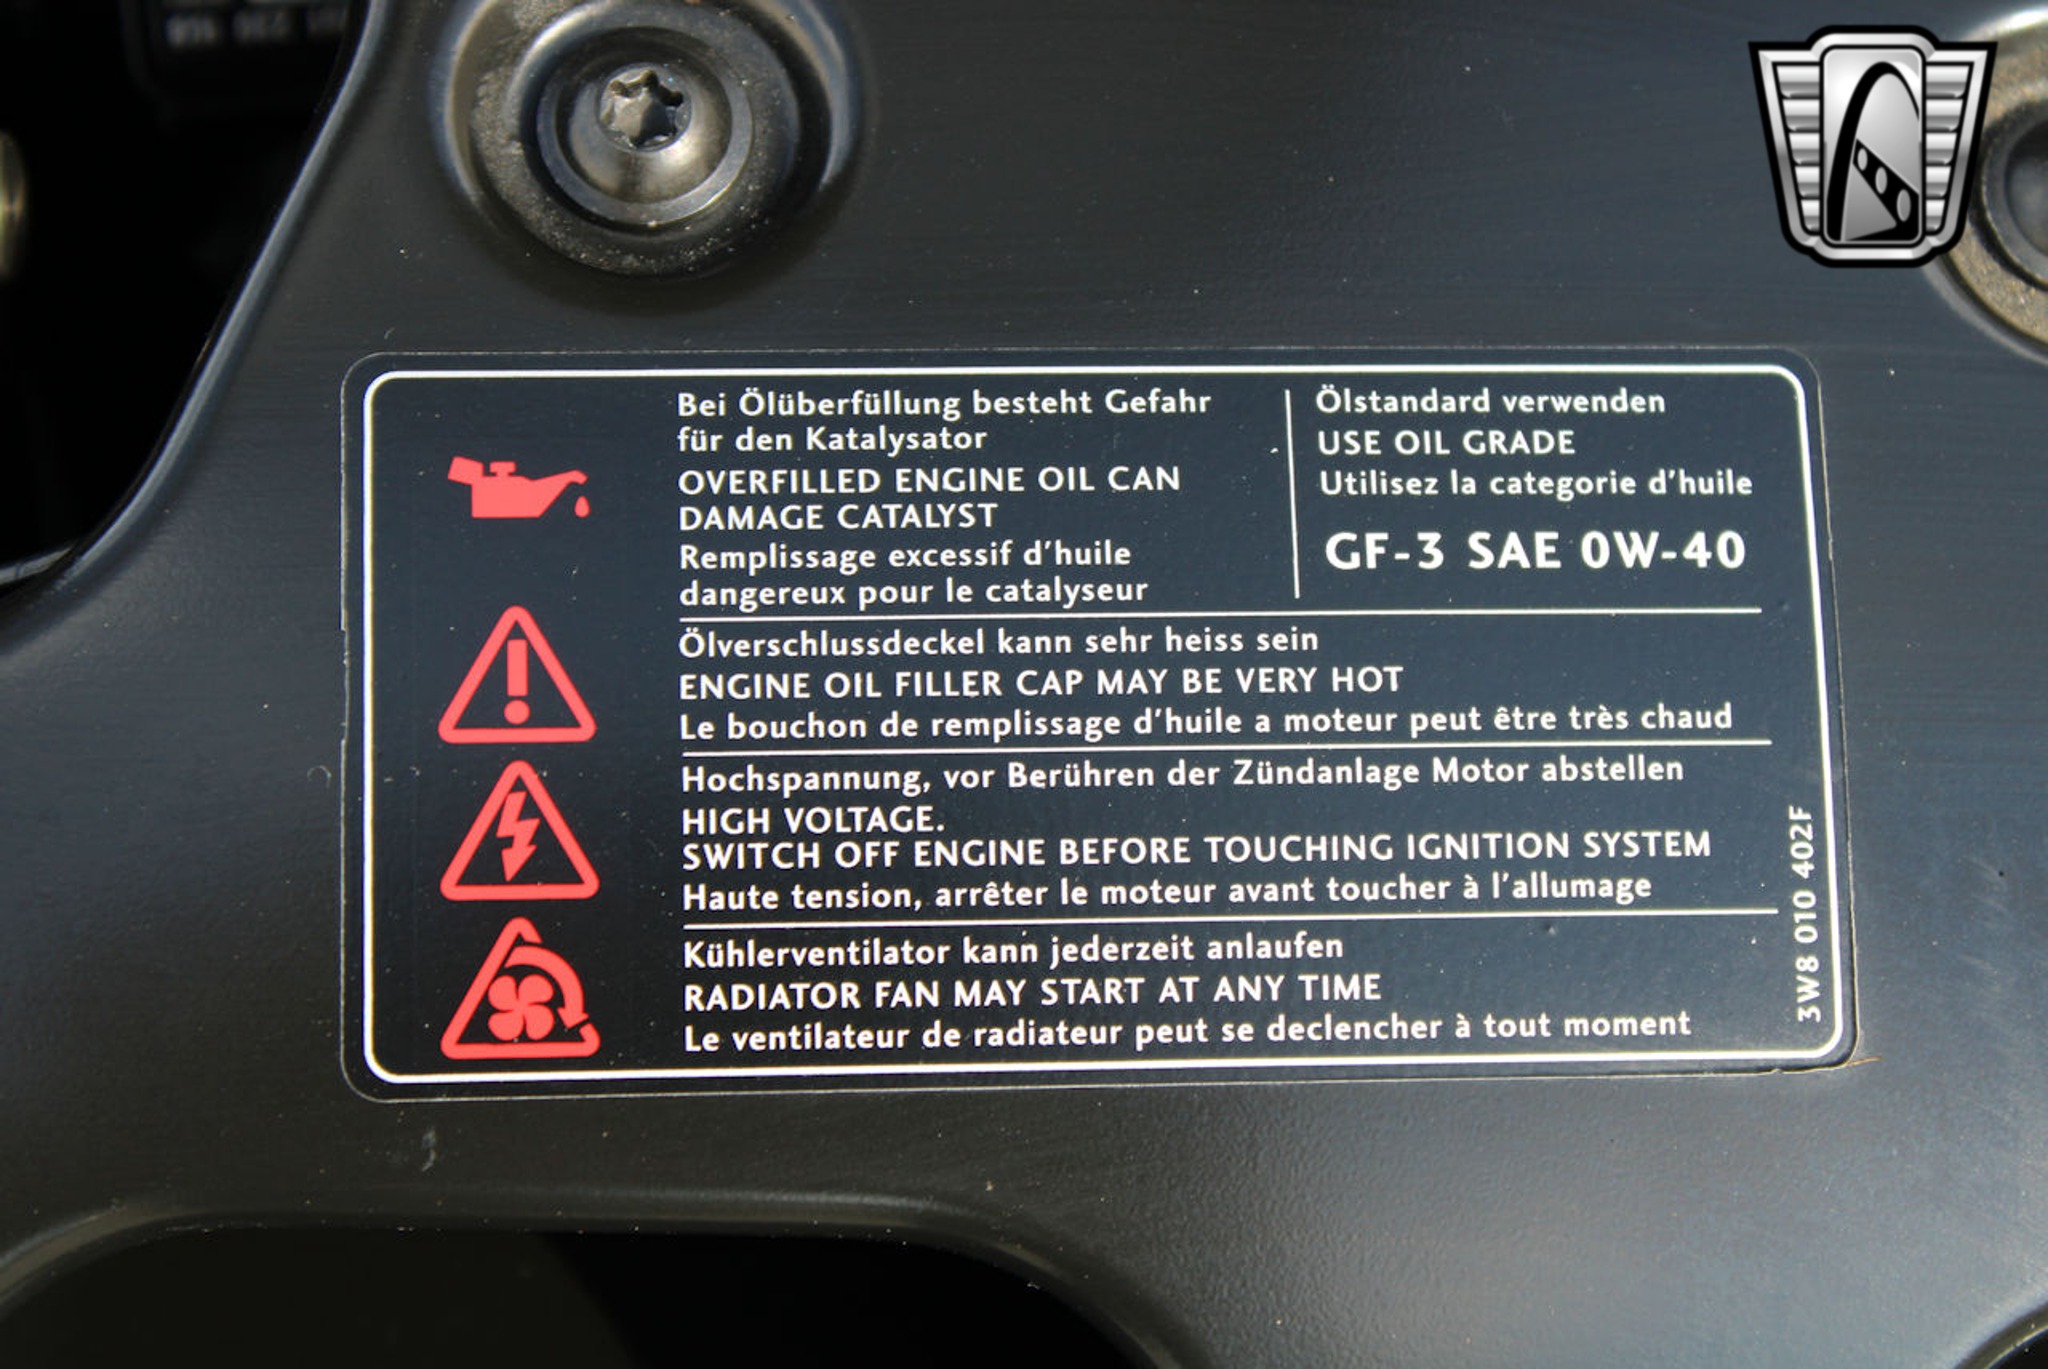 Bei Ölüberfüllung besteht Gefahr
für den Katalysator
OVERFILLED ENGINE OIL CAN
DAMAGE CATALYST
Remplissage excessif d'huile
dangereux pour le catalyseur
Ölstandard verwenden
USE OIL GRADE
Utilisez la categorie d'huile
GF-3 SAE 0W-40
Ölverschlussdeckel kann sehr heiss sein
ENGINE OIL FILLER CAP MAY BE VERY HOT
Le bouchon de remplissage d'huile a moteur peut être très chaud
Hochspannung, vor Berühren der Zündanlage Motor abstellen
HIGH VOLTAGE.
SWITCH OFF ENGINE BEFORE TOUCHING IGNITION SYSTEM
Haute tension, arrêter le moteur avant toucher à l'allumage
Kühlerventilator kann jederzeit anlaufen
RADIATOR FAN MAY START AT ANY TIME
Le ventilateur de radiateur peut se declencher à tout moment
3W8 010 402F